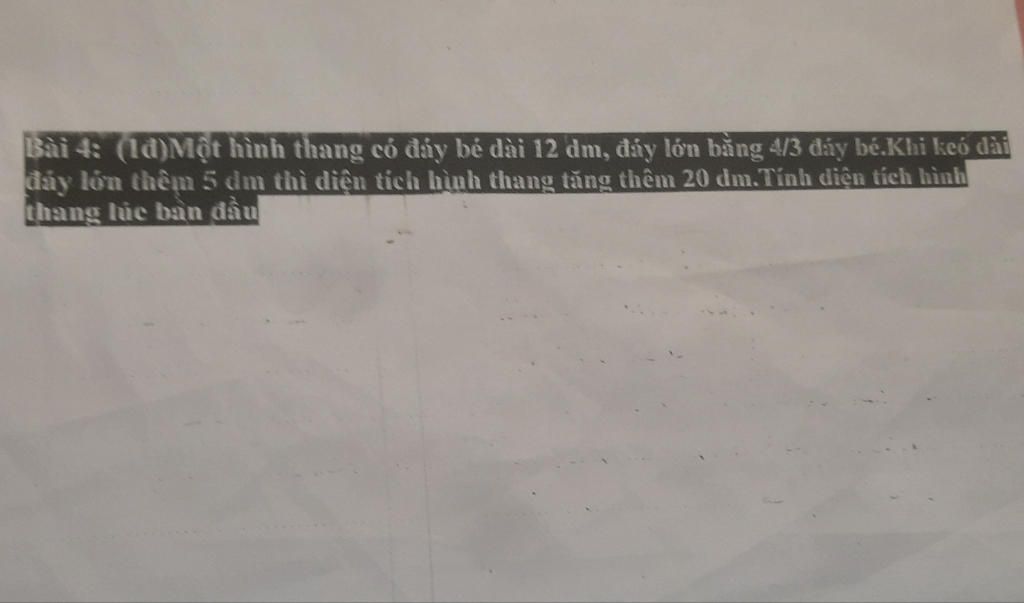 Bài 4: (1đ)Một hình thang có đáy bé dài 12 dm, đáy lớn bằng 4/3 đáy bé.Khi keó dài
đáy lớn thêm 5 dm thì diện tích hình thang tăng thêm 20 dm.Tính diện tích hình
thang lúc ban đầu